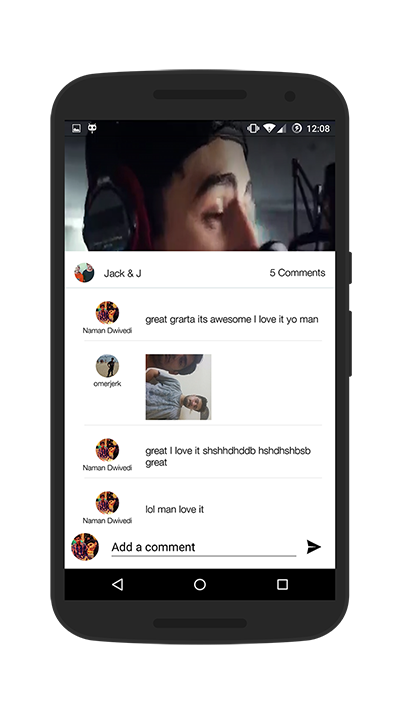 12:08
Jack & J
5 Comments
great grarta its awesome I love it yo man
Naman Dwivedi
omerjerk
great I love it shshhdhddb hshdhshbsb
great
Naman Dwivedi
lol man love it
Naman Dwivedi
Add a comment